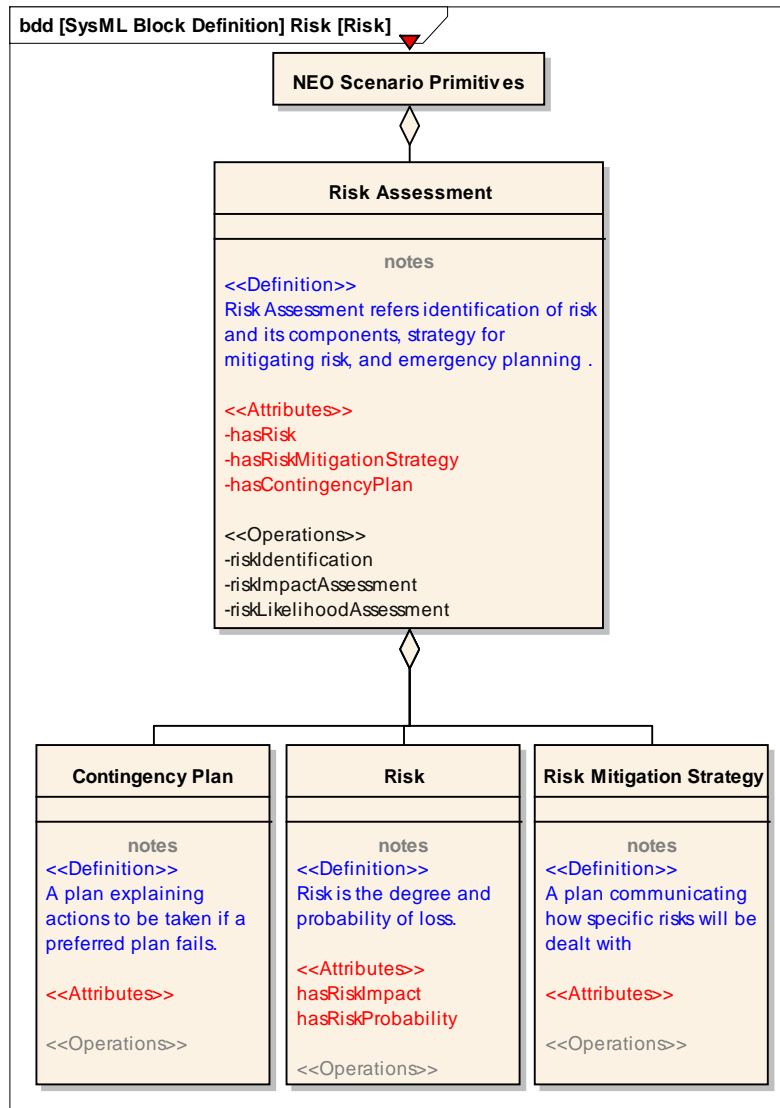 bdd [SysML Block Definition] Risk [Risk]
NEO Scenario Primitives
Risk Assessment
notes
<<Definition>>
Risk Assessment refers identification of risk
and its components, strategy for
mitigating risk, and emergency planning .
<<Attributes>>
-hasRisk
-hasRiskMitigationStrategy
-hasContingencyPlan
<<Operations>>
-riskIdentification
-riskImpactAssessment
-riskLikelihoodAssessment
Contingency Plan
notes
<<Definition>>
A plan explaining
actions to be taken if a
preferred plan fails.
<<Attributes>>
<<Operations>>
Risk
notes
<<Definition>>
Risk is the degree and
probability of loss.
<<Attributes>>
hasRiskImpact
hasRiskProbability
<<Operations>>
Risk Mitigation Strategy
notes
<<Definition>>
A plan communicating
how specific risks will be
dealt with
<<Attributes>>
<<Operations>>